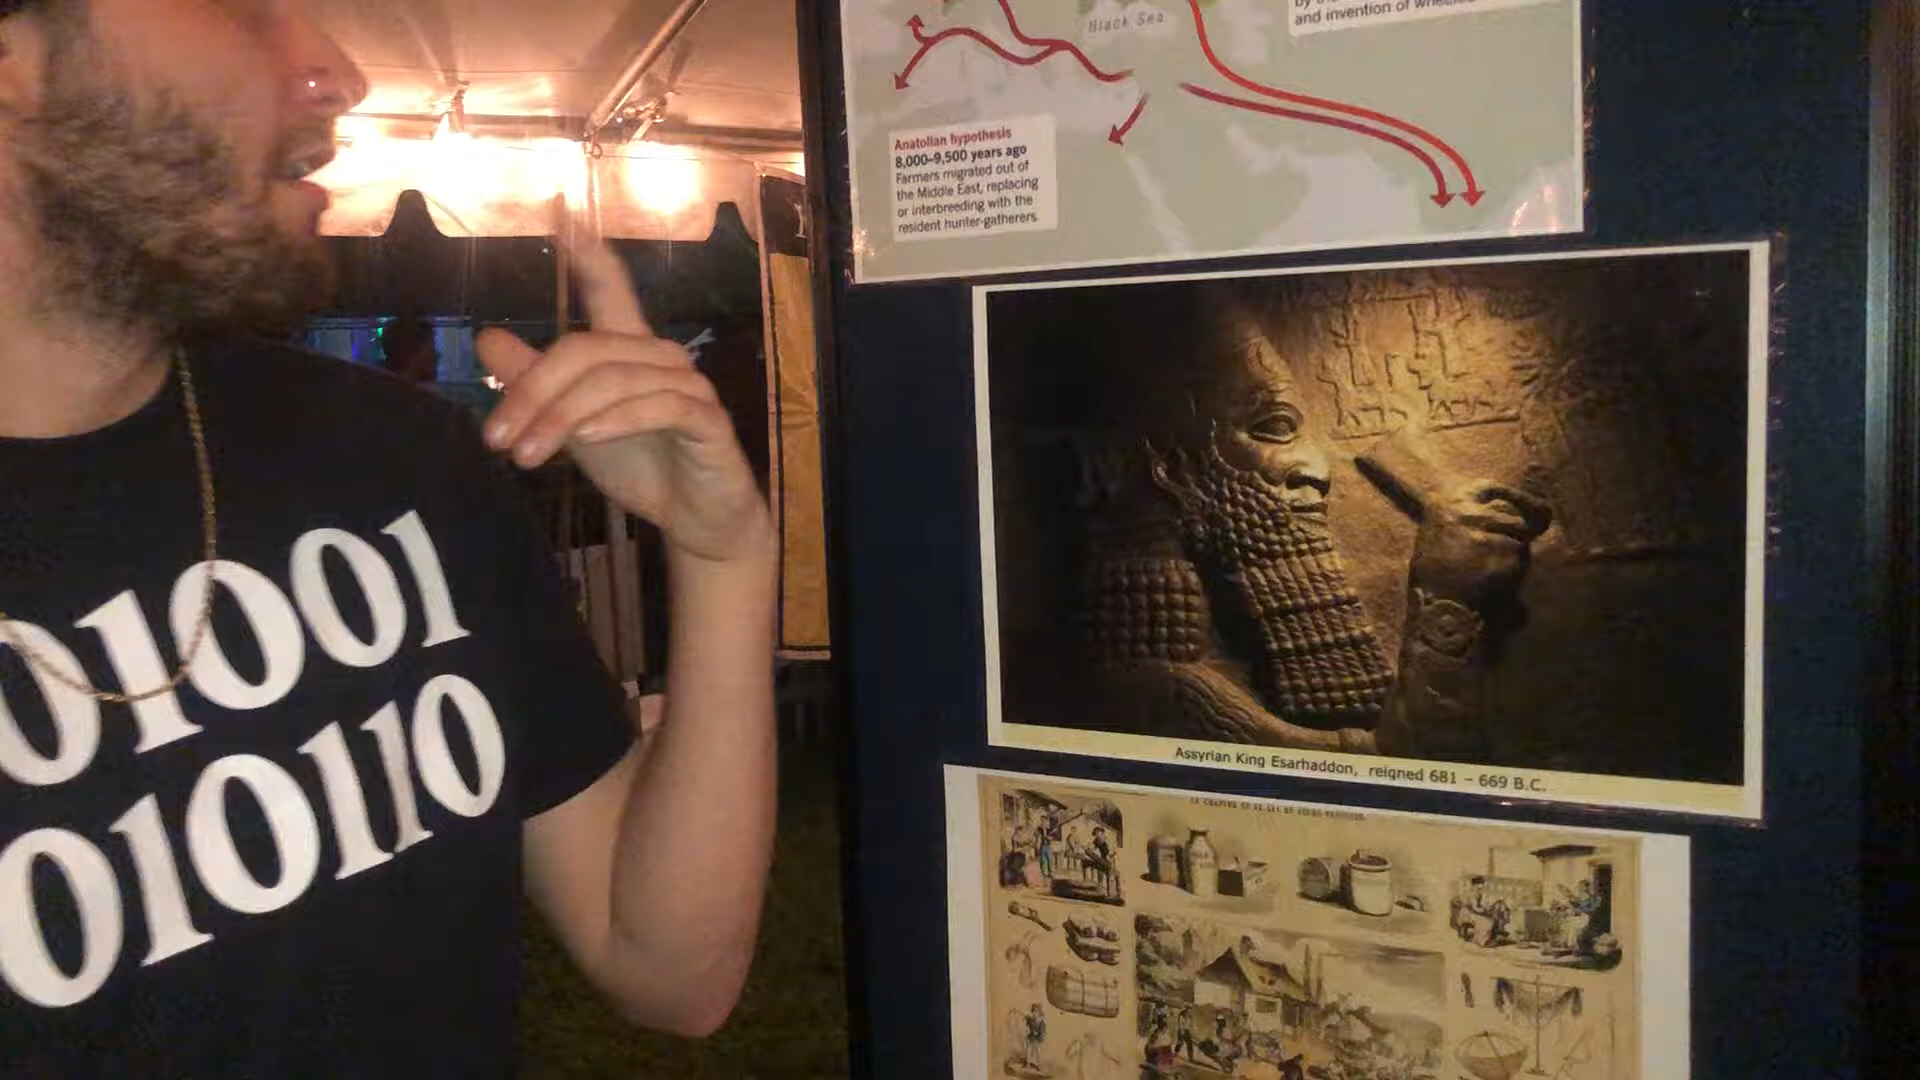 Black Sea
and invention of
Anatolian hypothesis
8,000–9,500 years ago
Farmers migrated out of
the Middle East, replacing
or interbreeding with the
resident hunter-gatherers.
Assyrian King Esarhaddon, reigned 681 – 669 B.C.
01001
010110